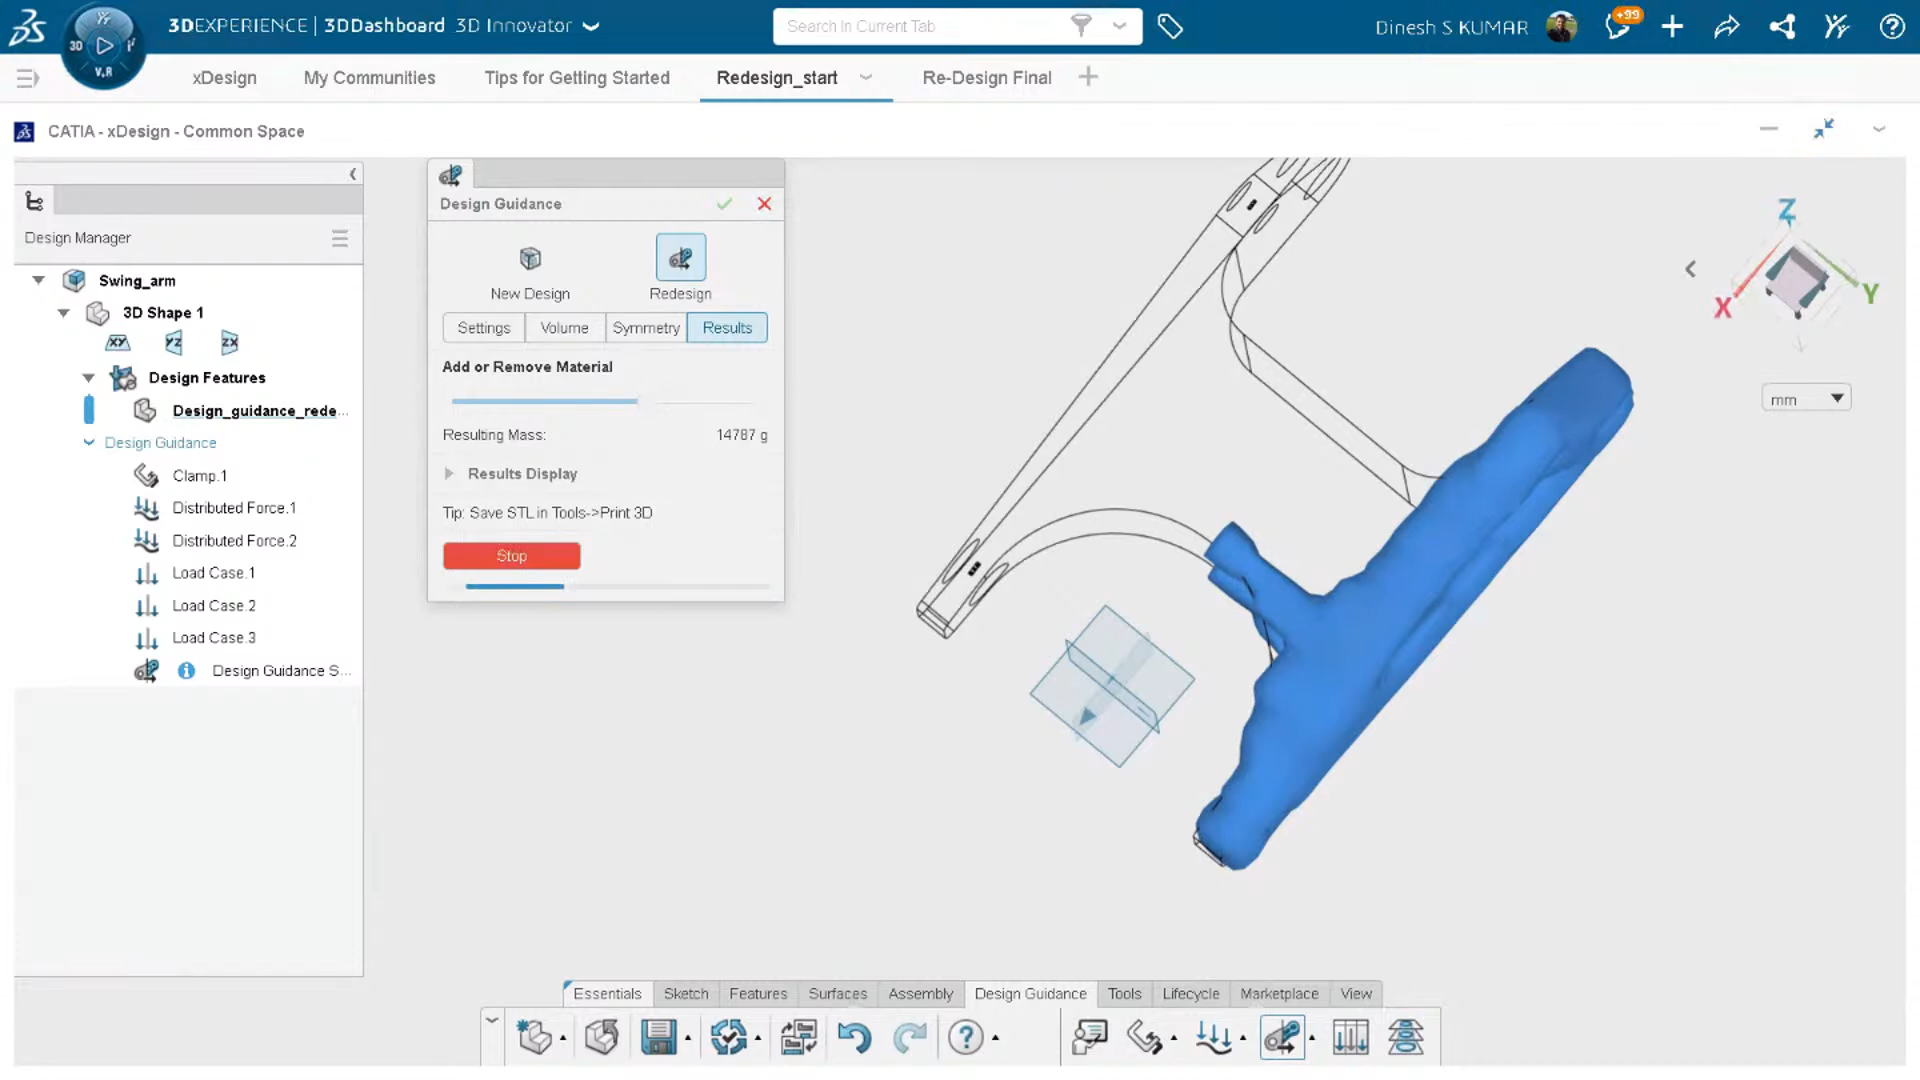 3DEXPERIENCE | 3DDashboard 3D Innovator
Search In Current Tab
Dinesh S KUMAR
+99
3D
V.R
xDesign
My Communities
Tips for Getting Started
Redesign_start
Re-Design Final
CATIA - xDesign - Common Space
Design Manager
Swing_arm
3D Shape 1
XY
YZ
ZX
Design Features
Design_guidance_rede...
Design Guidance
Clamp.1
Distributed Force.1
Distributed Force.2
Load Case.1
Load Case.2
Load Case.3
Design Guidance S...
Design Guidance
New Design
Redesign
Settings
Volume
Symmetry
Results
Add or Remove Material
Resulting Mass: 14787 g
Results Display
Tip: Save STL in Tools->Print 3D
Stop
Z
X
Y
mm
Essentials
Sketch
Features
Surfaces
Assembly
Design Guidance
Tools
Lifecycle
Marketplace
View